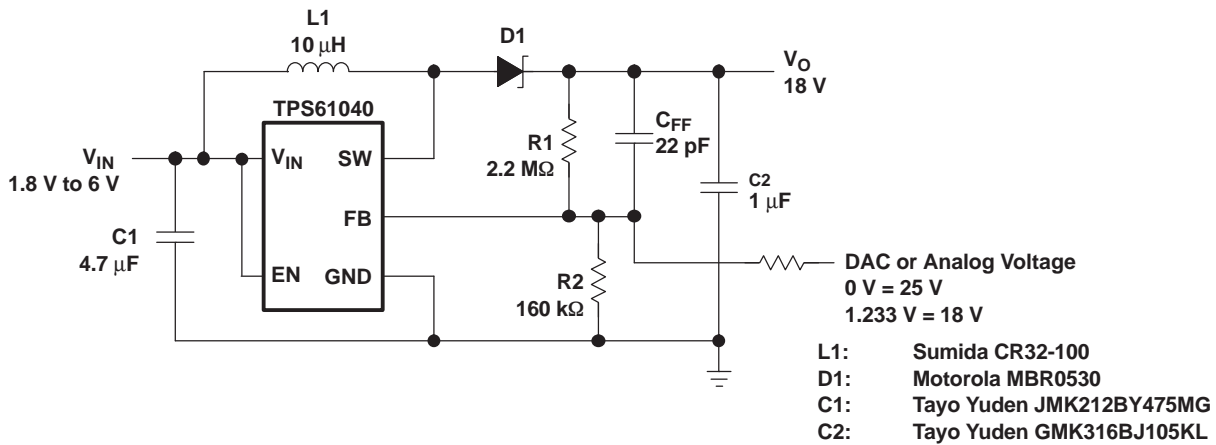 L1
10 μH
D1
VO
18 V
TPS61040
CFF
22 pF
R1
2.2 MΩ
VIN
1.8 V to 6 V
VIN
SW
C2
1 μF
FB
C1
4.7 μF
EN
GND
R2
160 kΩ
DAC or Analog Voltage
0 V = 25 V
1.233 V = 18 V
L1: Sumida CR32-100
D1: Motorola MBR0530
C1: Tayo Yuden JMK212BY475MG
C2: Tayo Yuden GMK316BJ105KL